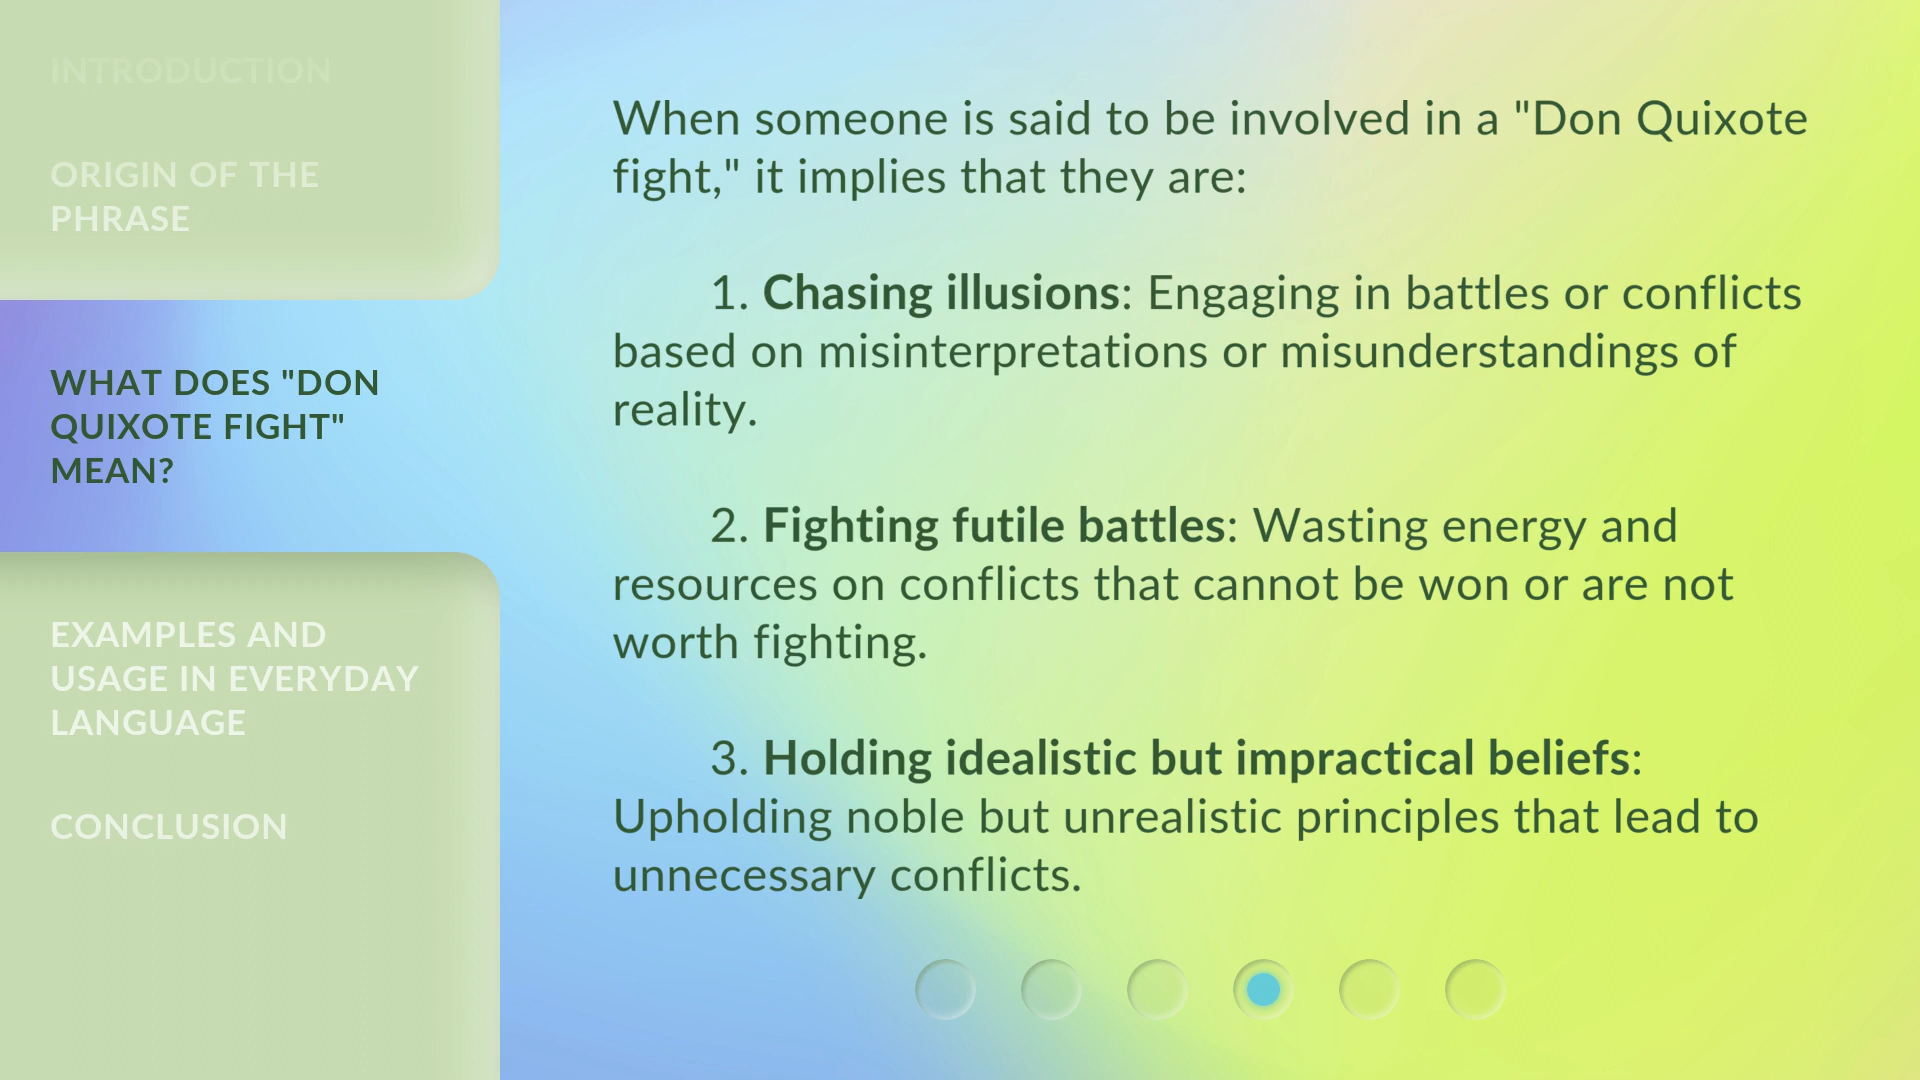 INTRODUCTION
ORIGIN OF THE
PHRASE
WHAT DOES "DON
QUIXOTE FIGHT"
MEAN?
EXAMPLES AND
USAGE IN EVERYDAY
LANGUAGE
CONCLUSION
When someone is said to be involved in a "Don Quixote
fight," it implies that they are:
1. Chasing illusions: Engaging in battles or conflicts
based on misinterpretations or misunderstandings of
reality.
2. Fighting futile battles: Wasting energy and
resources on conflicts that cannot be won or are not
worth fighting.
3. Holding idealistic but impractical beliefs:
Upholding noble but unrealistic principles that lead to
unnecessary conflicts.